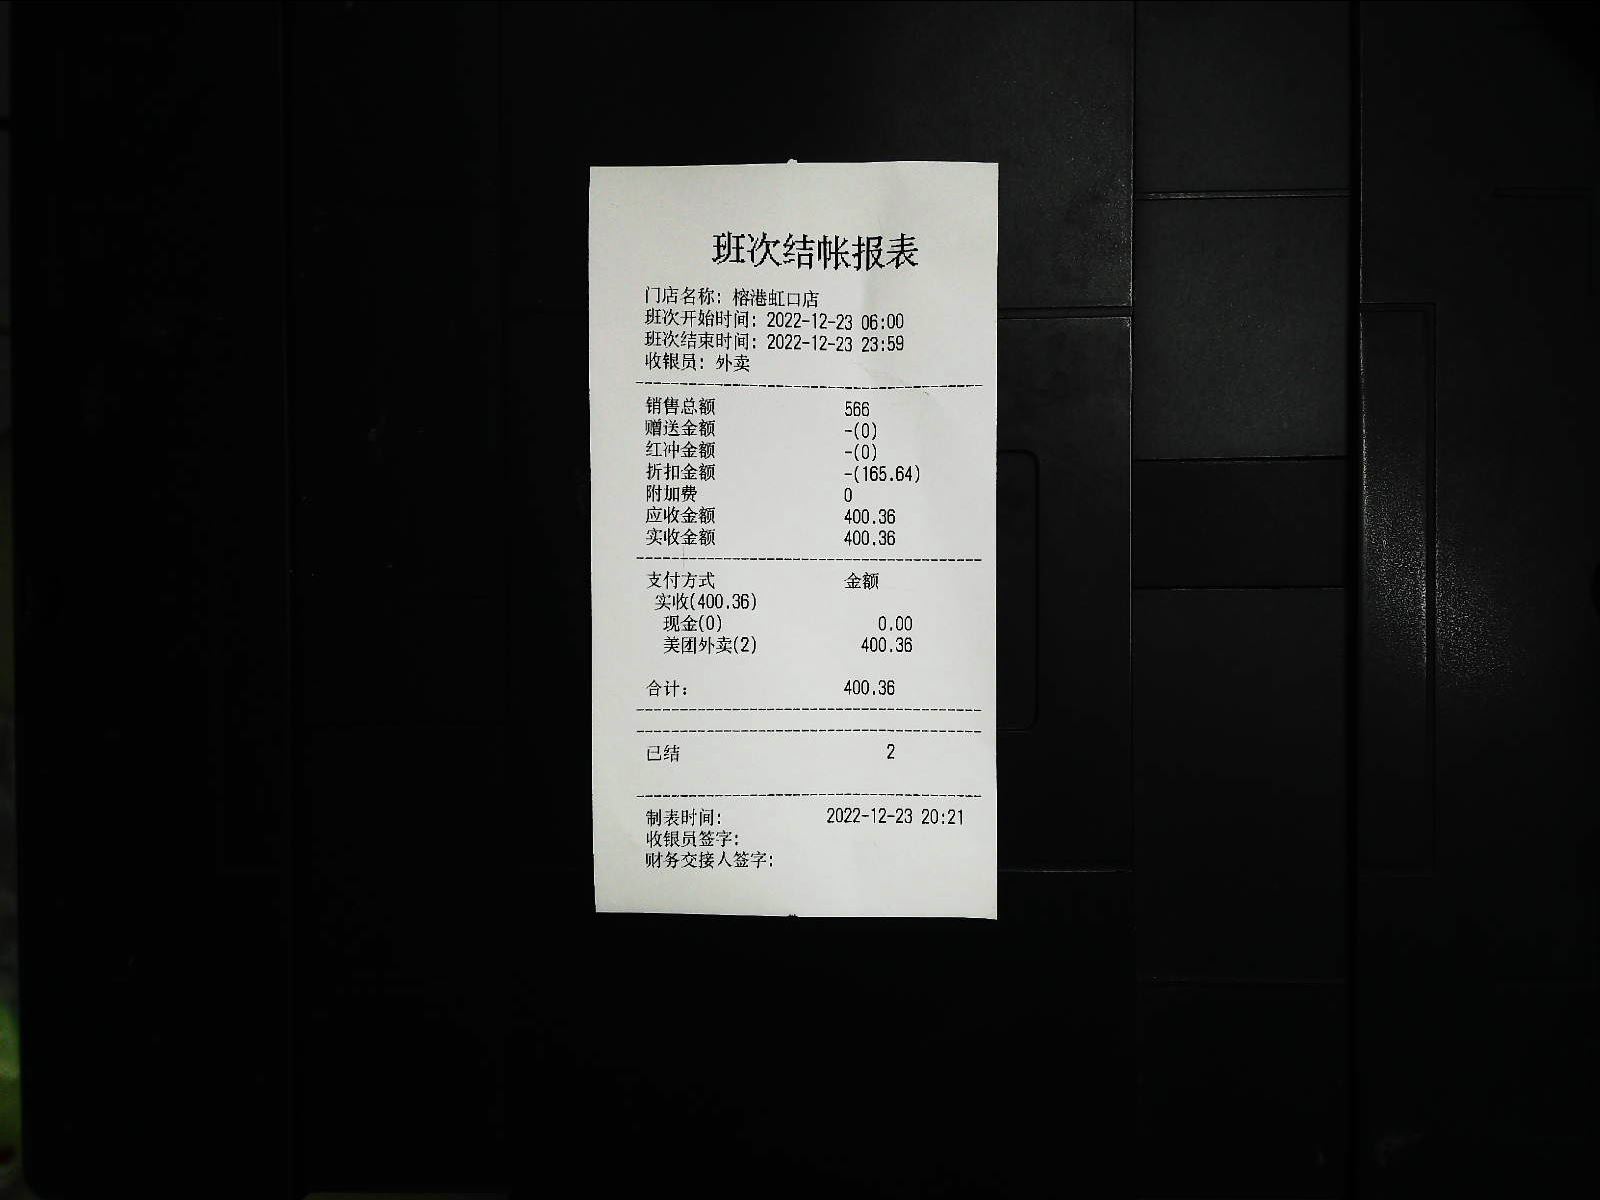 班次结帐报表
门店名称: 榕港虹口店
班次开始时间: 2022-12-23 06:00
班次结束时间: 2022-12-23 23:59
收银员: 外卖
销售总额 566
赠送金额 -(0)
红冲金额 -(0)
折扣金额 -(165.64)
附加费 0
应收金额 400.36
实收金额 400.36
支付方式 金额
实收(400.36)
现金(0) 0.00
美团外卖(2) 400.36
合计: 400.36
已结 2
制表时间: 2022-12-23 20:21
收银员签字:
财务交接人签字: